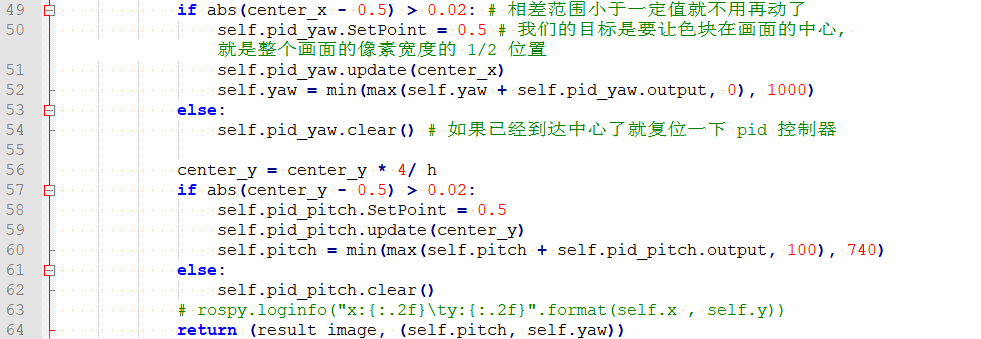 49 if abs(center_x - 0.5) > 0.02: # 相差范围小于一定值就不用再动了
50 self.pid_yaw.SetPoint = 0.5 # 我们的目标是要让色块在画面的中心,
就是整个画面的像素宽度的 1/2 位置
51 self.pid_yaw.update(center_x)
52 self.yaw = min(max(self.yaw + self.pid_yaw.output, 0), 1000)
53 else:
54 self.pid_yaw.clear() # 如果已经到达中心了就复位一下 pid 控制器
55
56 center_y = center_y * 4/ h
57 if abs(center_y - 0.5) > 0.02:
58 self.pid_pitch.SetPoint = 0.5
59 self.pid_pitch.update(center_y)
60 self.pitch = min(max(self.pitch + self.pid_pitch.output, 100), 740)
61 else:
62 self.pid_pitch.clear()
63 # rospy.loginfo("x:{:.2f}\ty:{:.2f}".format(self.x , self.y))
64 return (result image, (self.pitch, self.yaw))